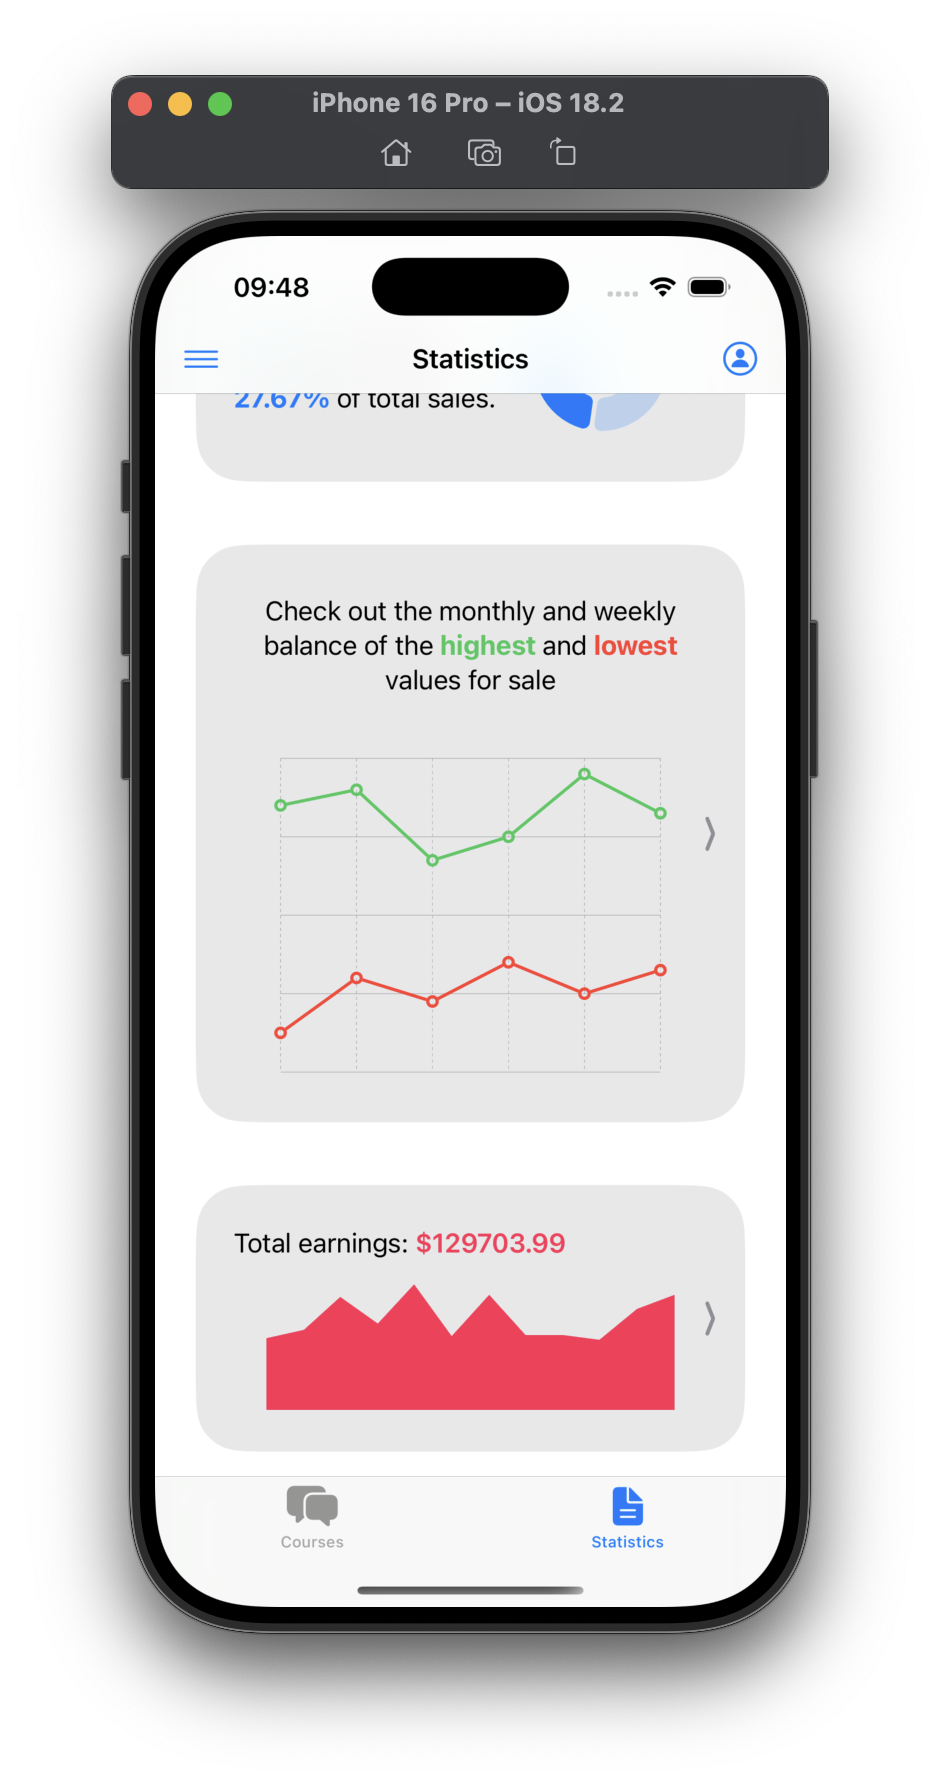 iPhone 16 Pro – iOS 18.2
09:48
Statistics
27.67% of total sales.
Check out the monthly and weekly
balance of the highest and lowest
values for sale
Total earnings: $129703.99
Courses
Statistics